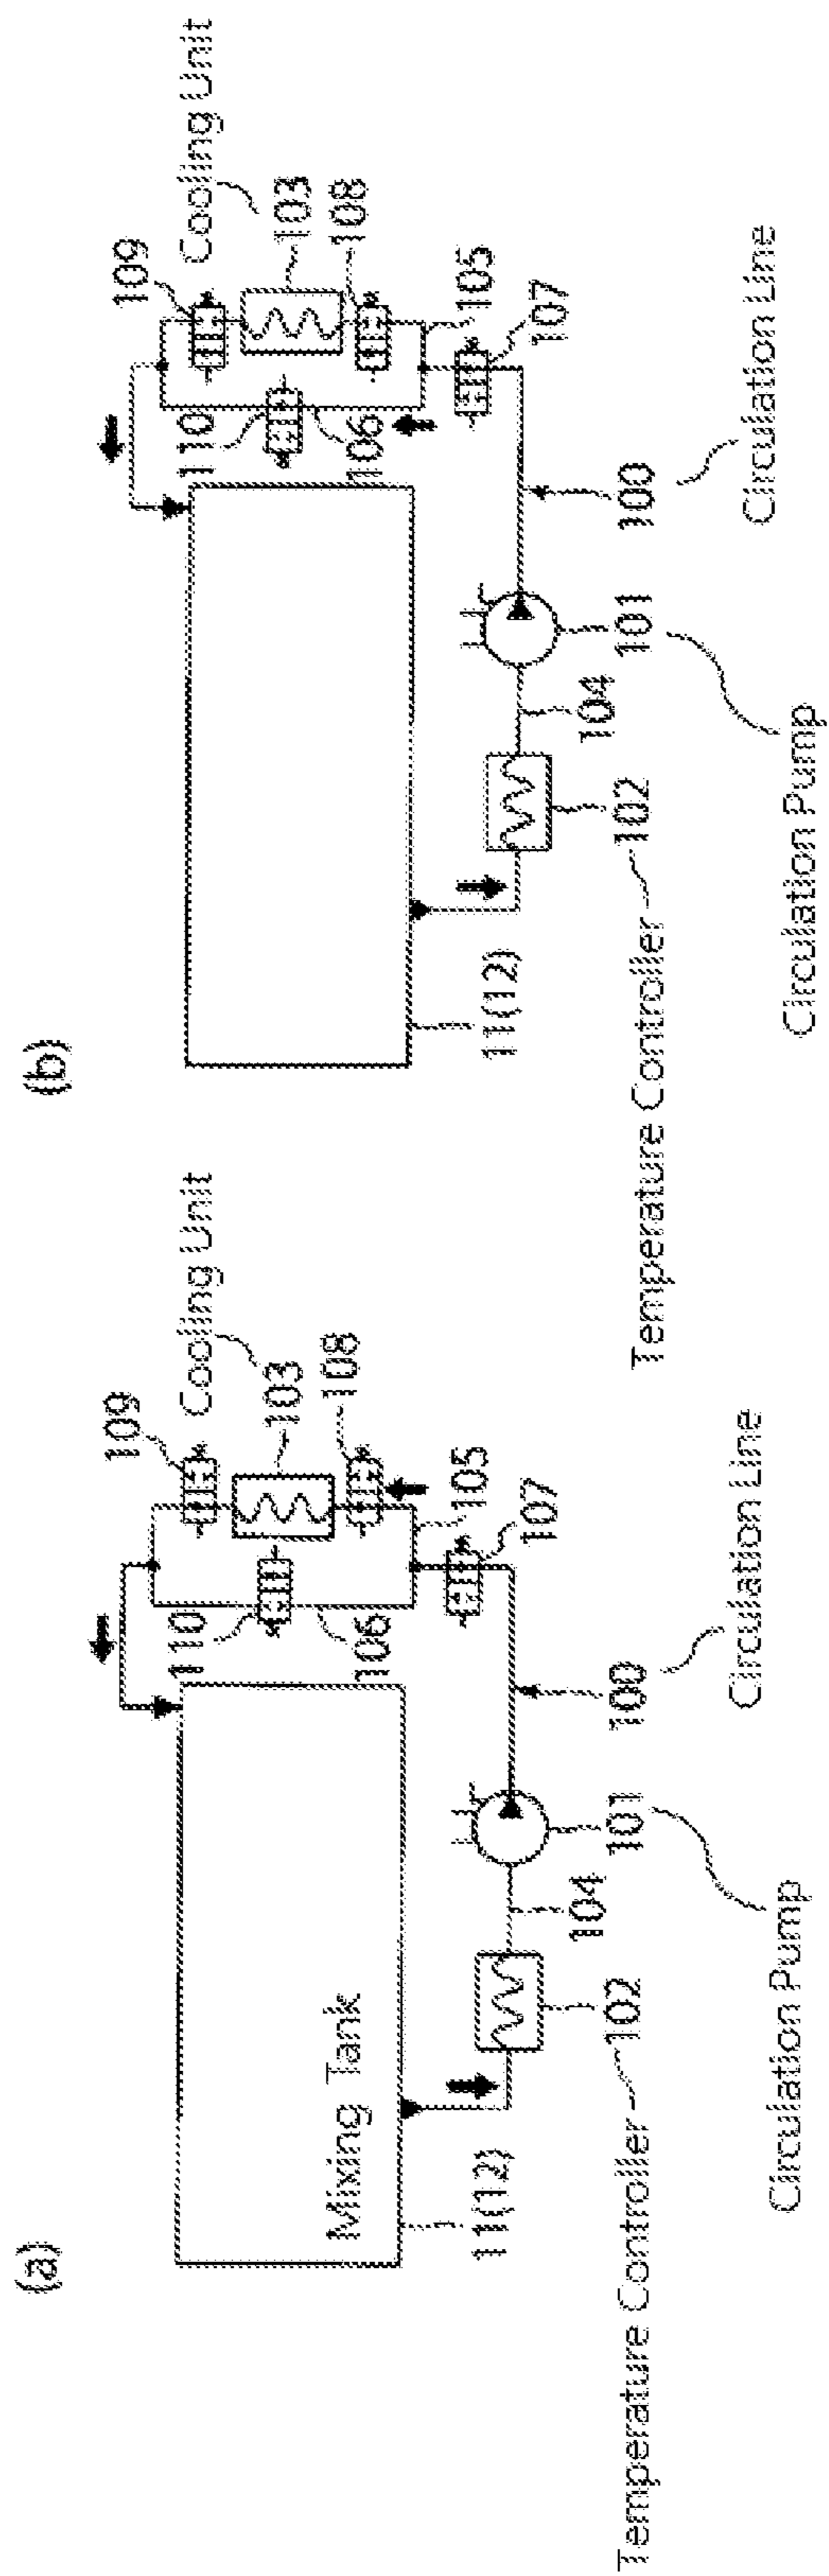 (a)
109
Cooling Unit
103
108
110
106
105
107
Mixing Tank
11(12)
104
100
102
101
Temperature Controller
Circulation Line
Circulation Pump
(b)
109
Cooling Unit
103
108
110
106
105
107
11(12)
104
100
102
101
Temperature Controller
Circulation Line
Circulation Pump